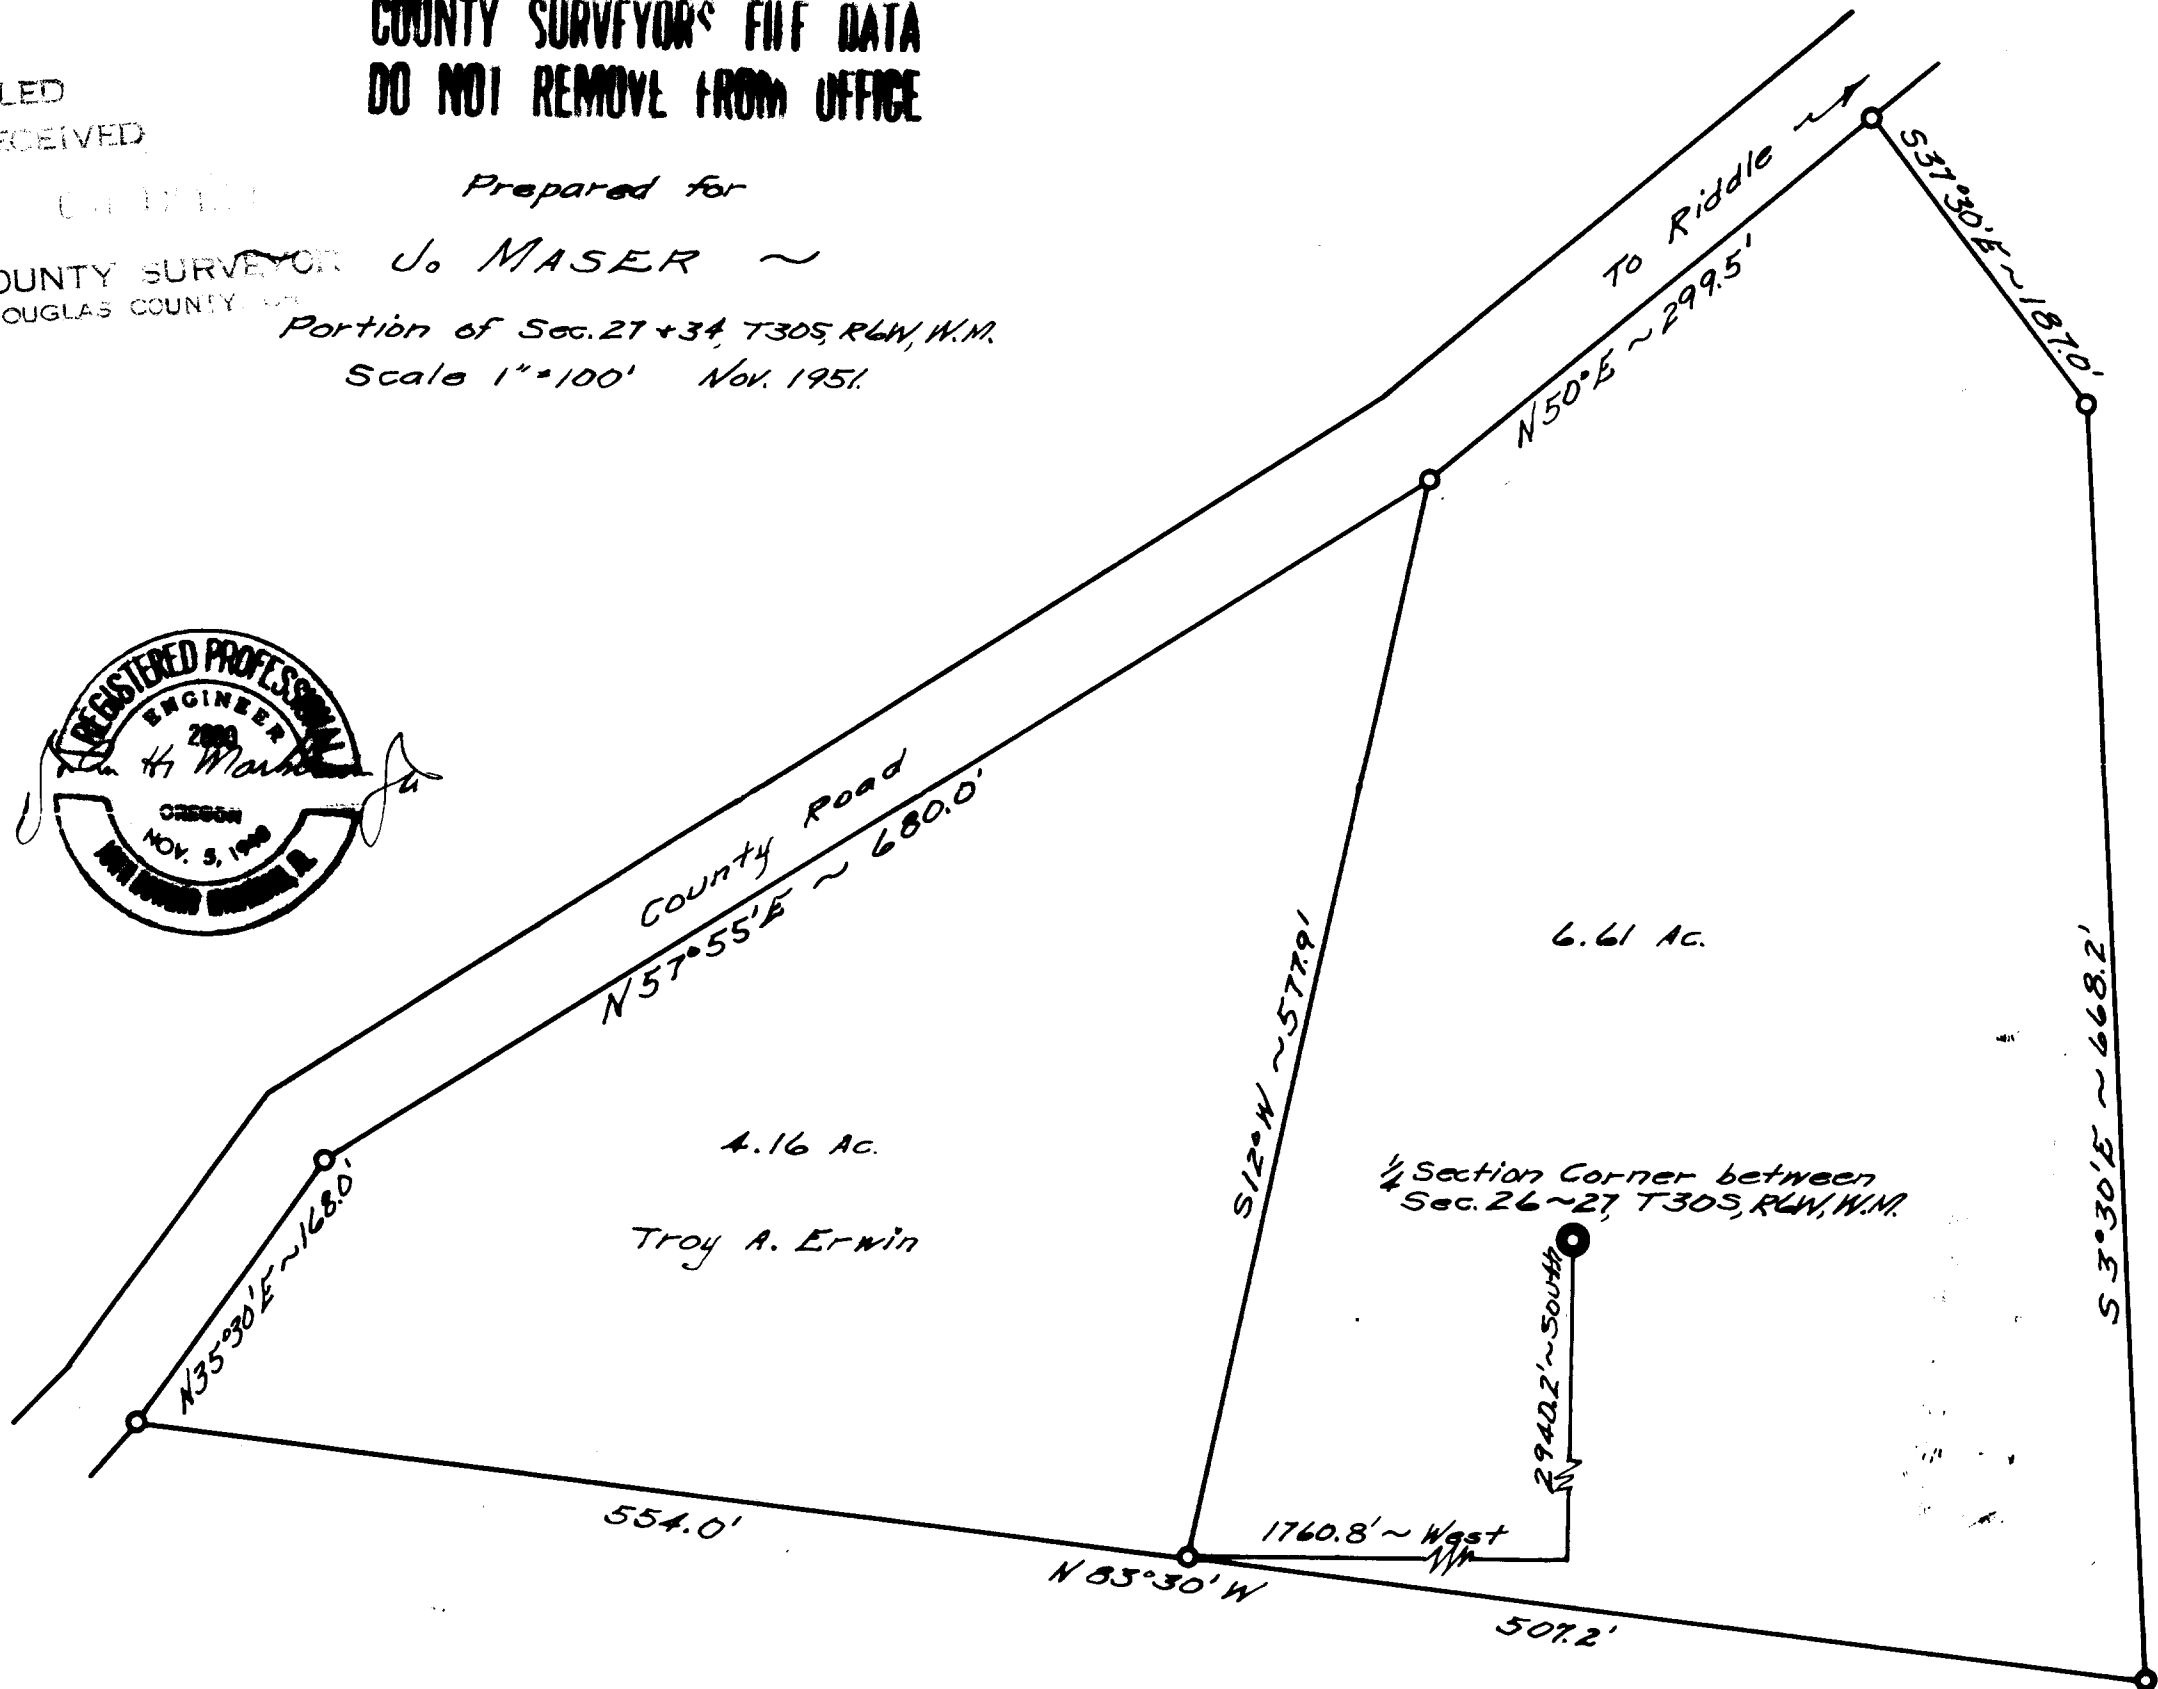 COUNTY SURVEYORS FILE DATA
DO NOT REMOVE FROM OFFICE
LED
ECEIVED
OUNTY SURVEYOR
OUGLAS COUNTY
Prepared for
~ J. MASER ~
Portion of Sec. 27 + 34, T30S, R6W, W.M.
Scale 1" = 100' Nov. 1951.
To Riddle
S37°30'E ~ 187.0'
N50°E ~ 299.5'
REGISTERED PROFESSIONAL
ENGINEER
OREGON
NOV. 5,
County Road
N57°55'E ~ 680.0'
S12°W ~ 577.9'
6.61 Ac.
S3°30'E ~ 668.2'
4.16 Ac.
Troy A. Erwin
N35°30'E ~ 168.0'
1/4 Section Corner between
Sec. 26 ~ 27, T30S, R6W, W.M.
2940.2' ~ South
1760.8' ~ West
554.0'
N 83°30' W
507.2'